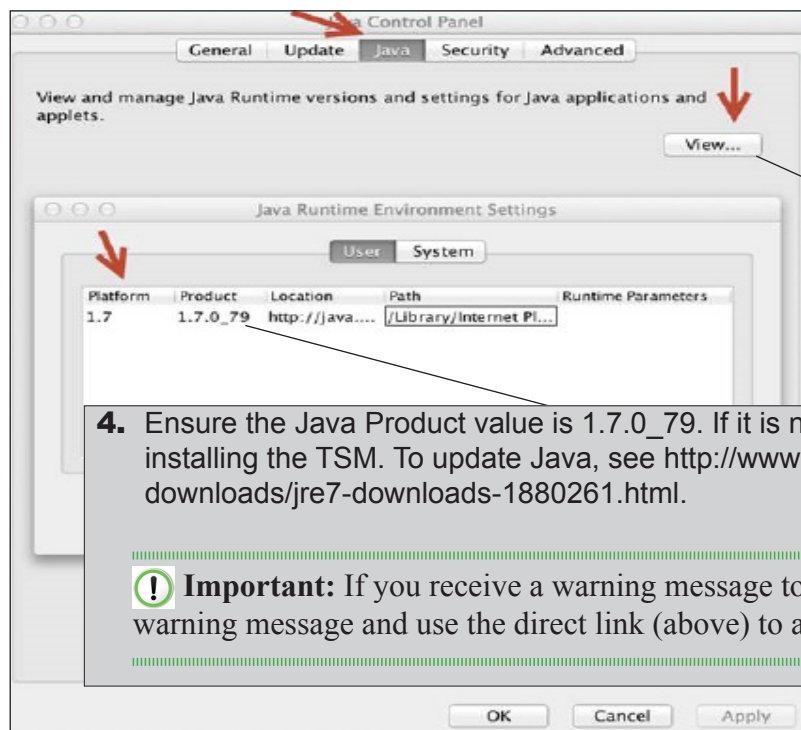 Java Control Panel
General Update Java Security Advanced
View and manage Java Runtime versions and settings for Java applications and
applets.
View...
Java Runtime Environment Settings
User System
Platform Product Location Path Runtime Parameters
1.7 1.7.0_79 http://java.... /Library/Internet Pl...
4. Ensure the Java Product value is 1.7.0_79. If it is n
installing the TSM. To update Java, see http://www
downloads/jre7-downloads-1880261.html.
Important: If you receive a warning message to
warning message and use the direct link (above) to a
OK Cancel Apply